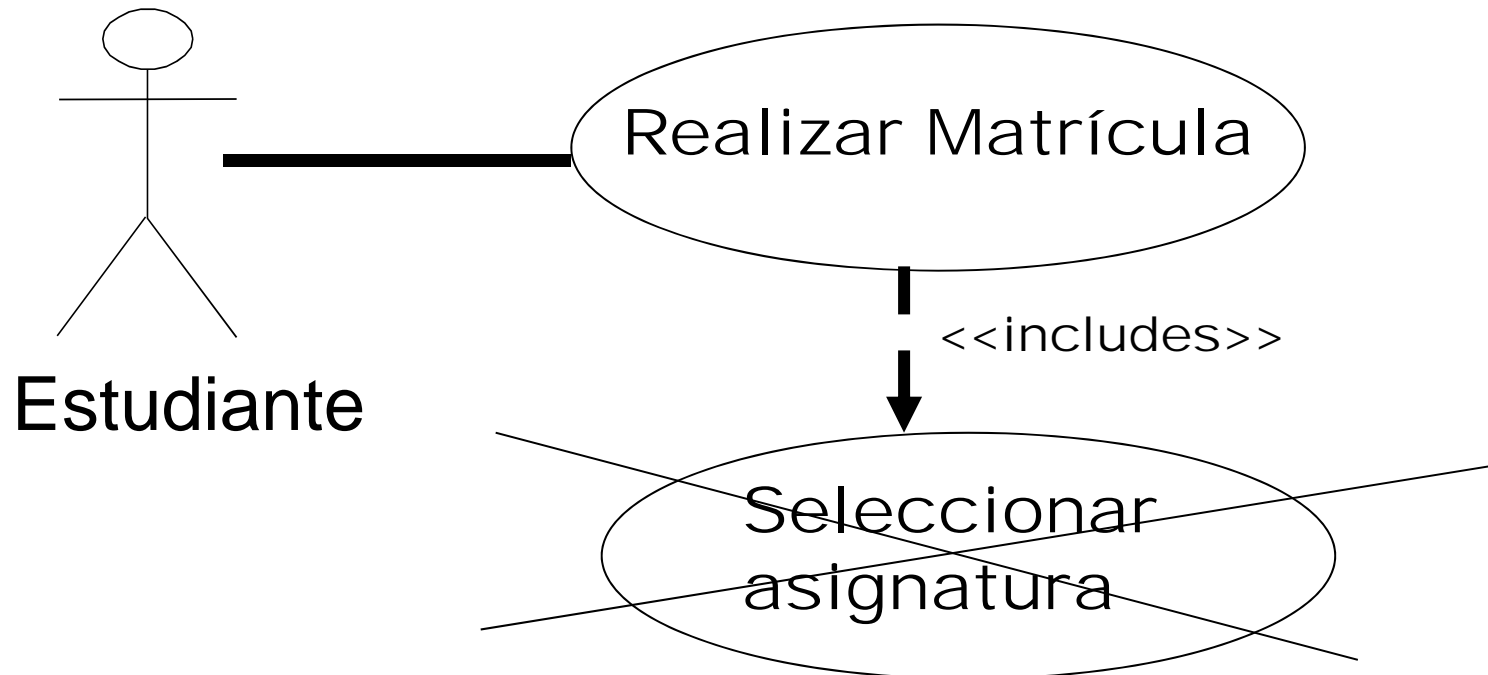 Realizar Matrícula
<<includes>>
Estudiante
Seleccionar
asignatura